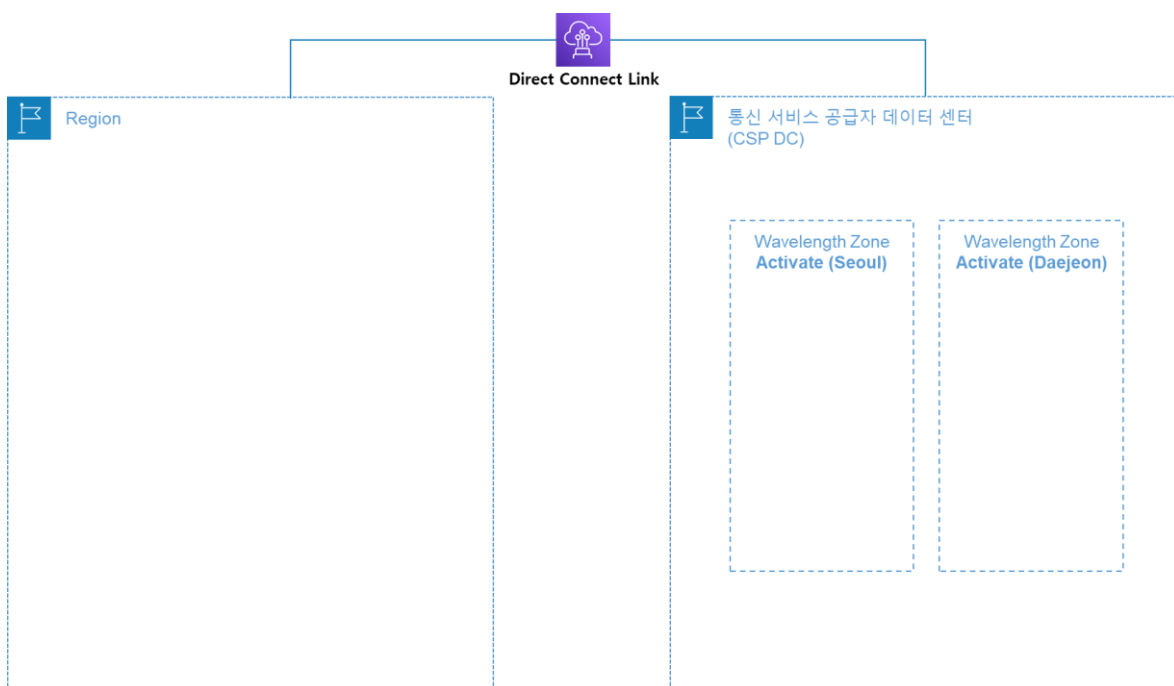 Direct Connect Link
Region
통신 서비스 공급자 데이터 센터
(CSP DC)
Wavelength Zone
Activate (Seoul)
Wavelength Zone
Activate (Daejeon)